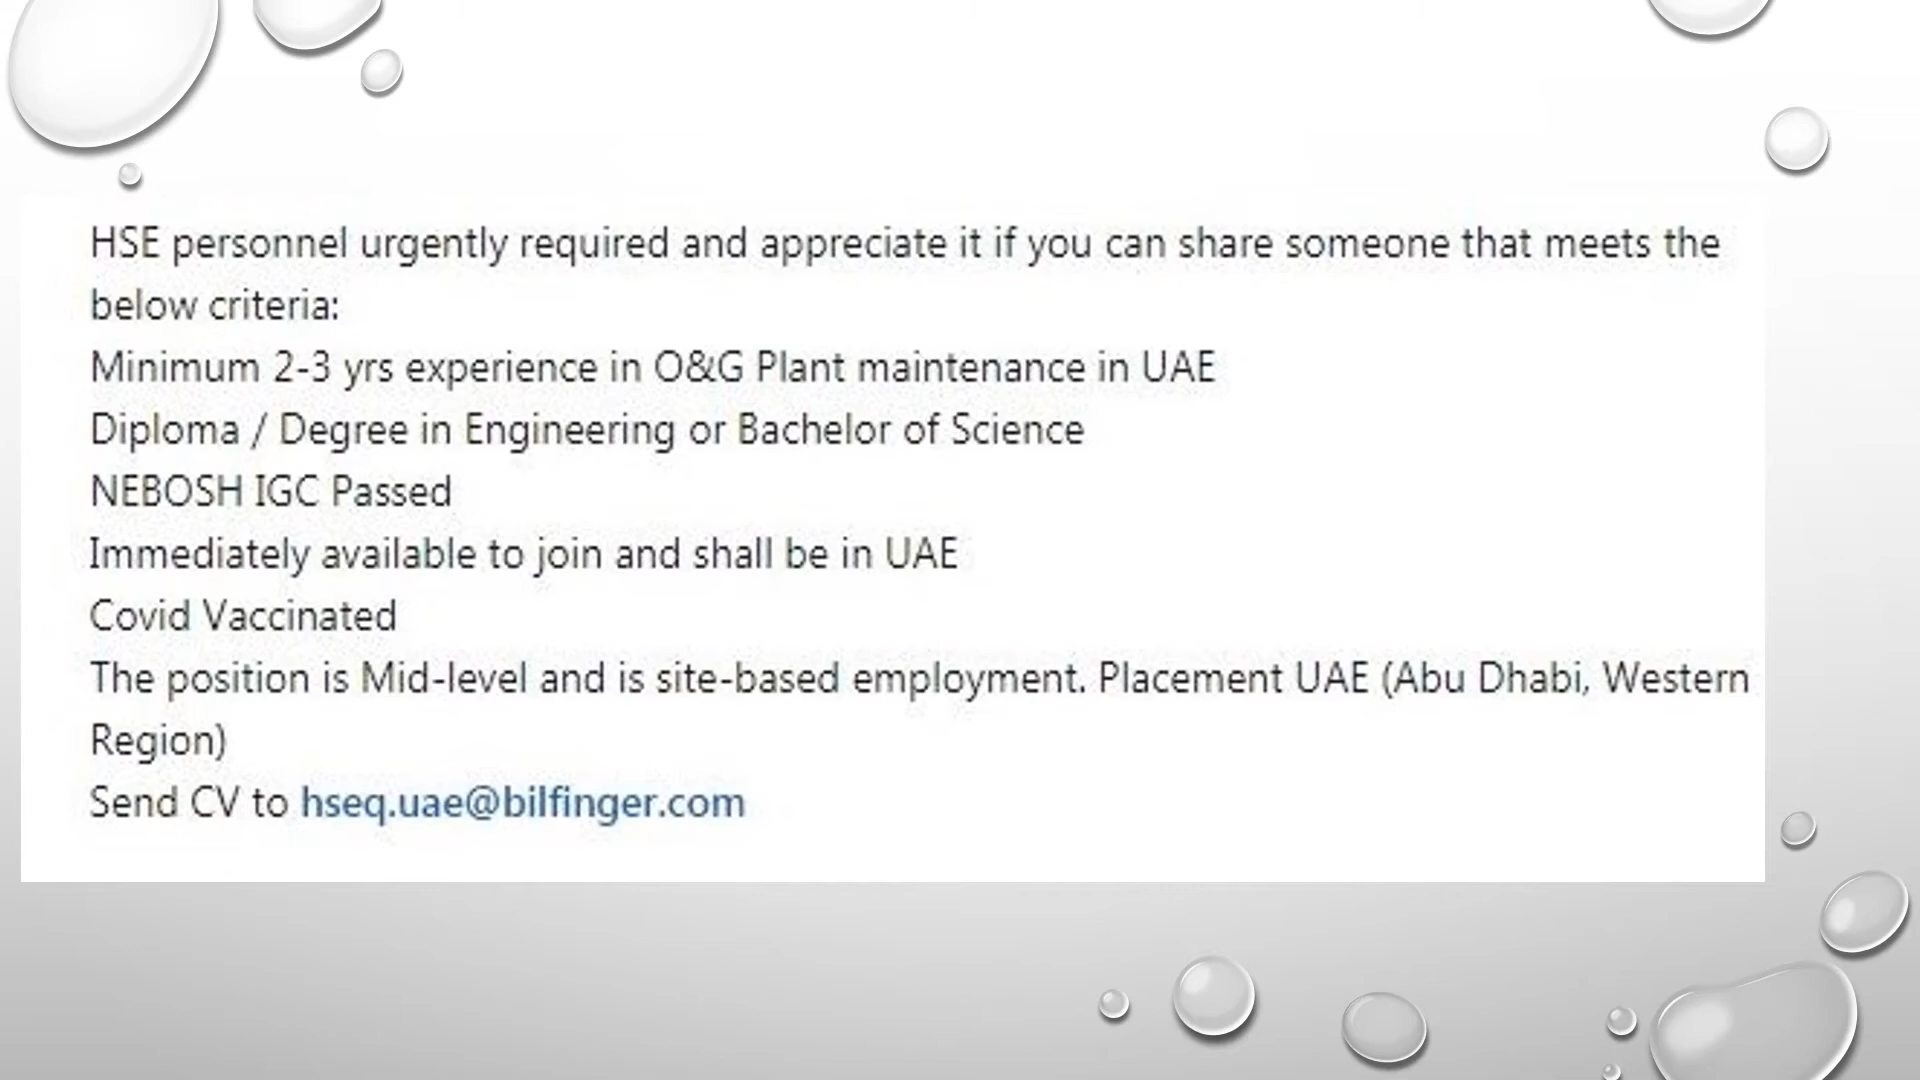 HSE personnel urgently required and appreciate it if you can share someone that meets the
below criteria:
Minimum 2-3 yrs experience in O&G Plant maintenance in UAE
Diploma / Degree in Engineering or Bachelor of Science
NEBOSH IGC Passed
Immediately available to join and shall be in UAE
Covid Vaccinated
The position is Mid-level and is site-based employment. Placement UAE (Abu Dhabi, Western
Region)
Send CV to hseq.uae@bilfinger.com